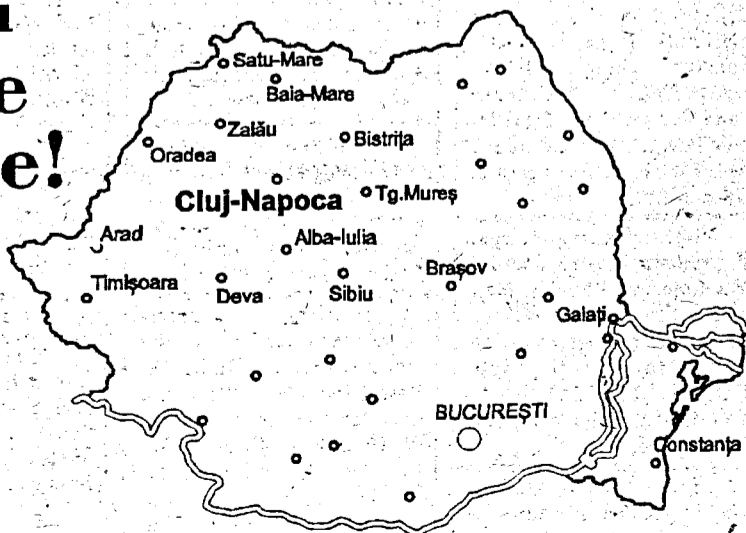 e
e!
Satu-Mare
Baia-Mare
Zalău
Bistrița
Oradea
Cluj-Napoca
Tg.Mureș
Arad
Alba-Iulia
Timișoara
Deva
Sibiu
Brașov
Galați
BUCUREȘTI
Constanța